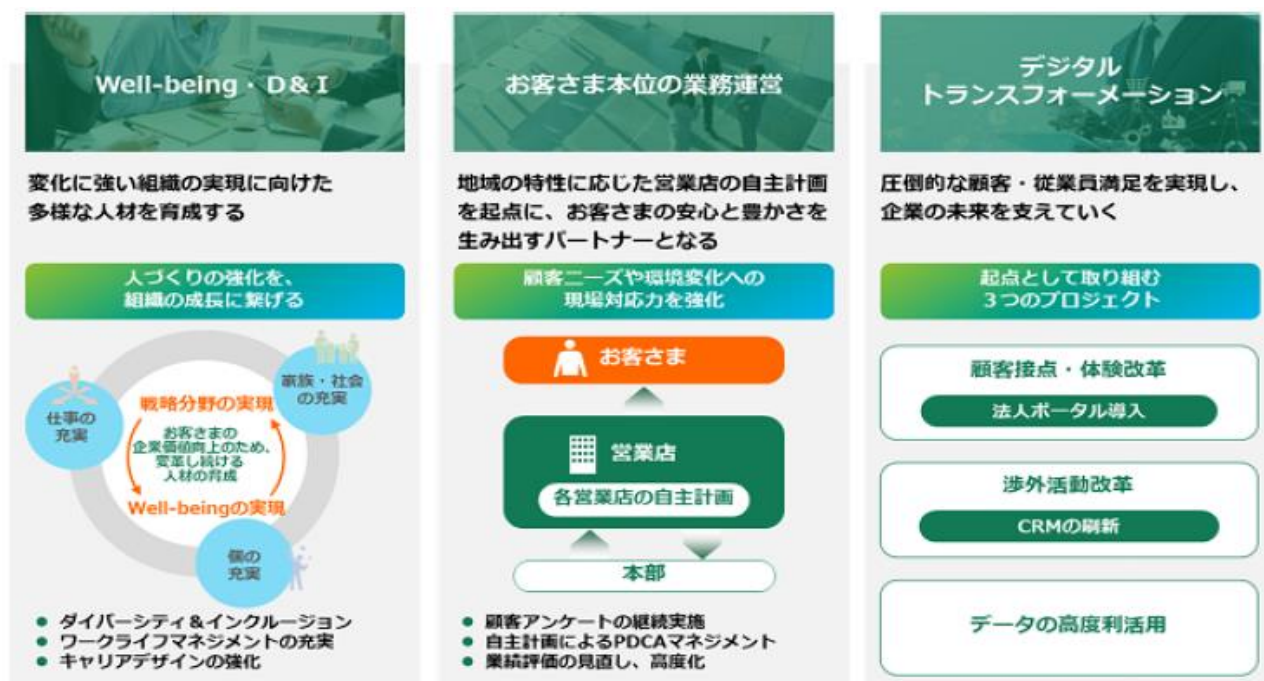 Well-being・D&I
変化に強い組織の実現に向けた
多様な人材を育成する
人づくりの強化を、
組織の成長に繋げる
家族・社会
の充実
仕事の
充実
戦略分野の実現
お客さまの
企業価値向上のため、
変革し続ける
人材の育成
Well-beingの実現
個の
充実
● ダイバーシティ＆インクルージョン
● ワークライフマネジメントの充実
● キャリアデザインの強化
お客さま本位の業務運営
地域の特性に応じた営業店の自主計画
を起点に、お客さまの安心と豊かさを
生み出すパートナーとなる
顧客ニーズや環境変化への
現場対応力を強化
お客さま
営業店
各営業店の自主計画
本部
● 顧客アンケートの継続実施
● 自主計画によるPDCAマネジメント
● 業績評価の見直し、高度化
デジタル
トランスフォーメーション
圧倒的な顧客・従業員満足を実現し、
企業の未来を支えていく
起点として取り組む
３つのプロジェクト
顧客接点・体験改革
法人ポータル導入
渉外活動改革
CRMの刷新
データの高度利活用